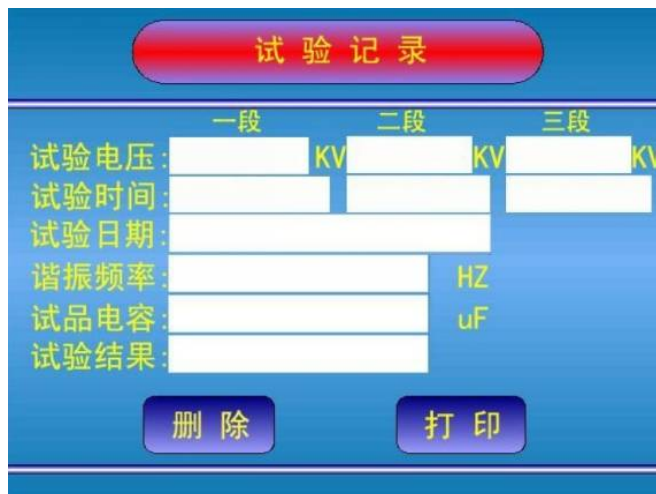 试验记录
一段 二段 三段
试验电压: KV KV KV
试验时间:
试验日期:
谐振频率: HZ
试品电容: uF
试验结果:
删除 打印